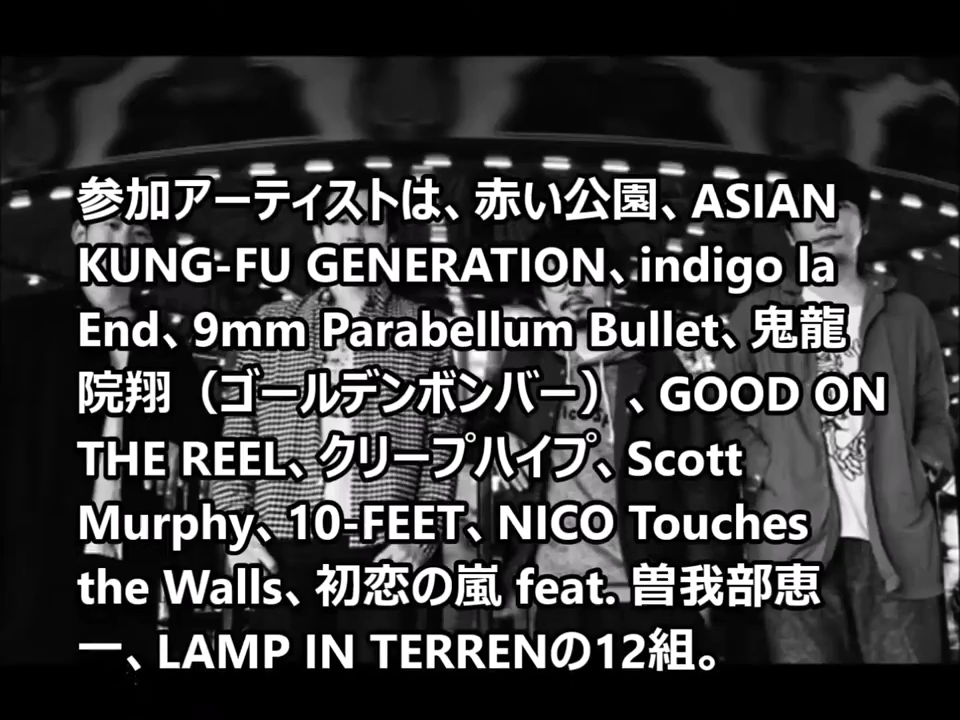 参加アーティストは、赤い公園、ASIAN
KUNG-FU GENERATION、indigo la
End、9mm Parabellum Bullet、鬼龍
院翔（ゴールデンボンバー）、GOOD ON
THE REEL、クリープハイプ、Scott
Murphy、10-FEET、NICO Touches
the Walls、初恋の嵐 feat. 曽我部恵
一、LAMP IN TERRENの12組。